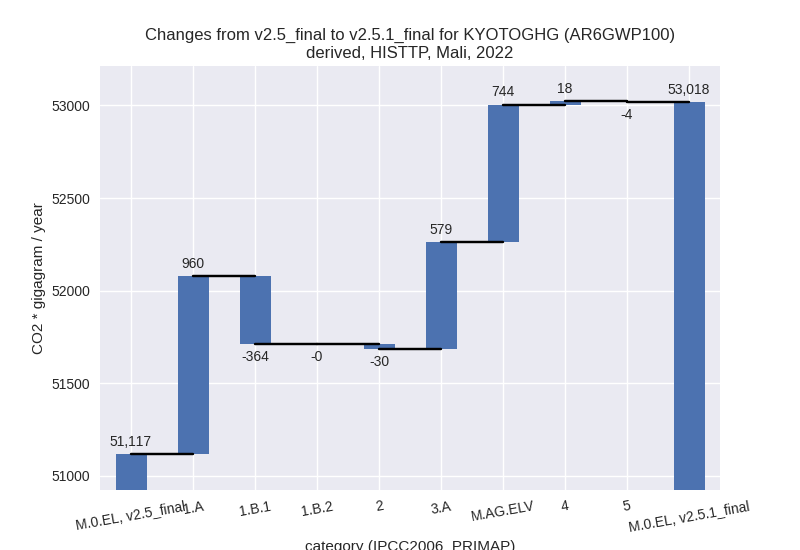 Changes from v2.5_final to v2.5.1_final for KYOTOGHG (AR6GWP100)
derived, HISTTP, Mali, 2022
CO2 * gigagram / year
53000
52500
52000
51500
51000
51,117
960
-364
-0
-30
579
744
18
-4
53,018
M.0.EL, v2.5_final
1.A
1.B.1
1.B.2
2
3.A
M.AG.ELV
4
5
M.0.EL, v2.5.1_final
category (IPCC2006_PRIMAP)